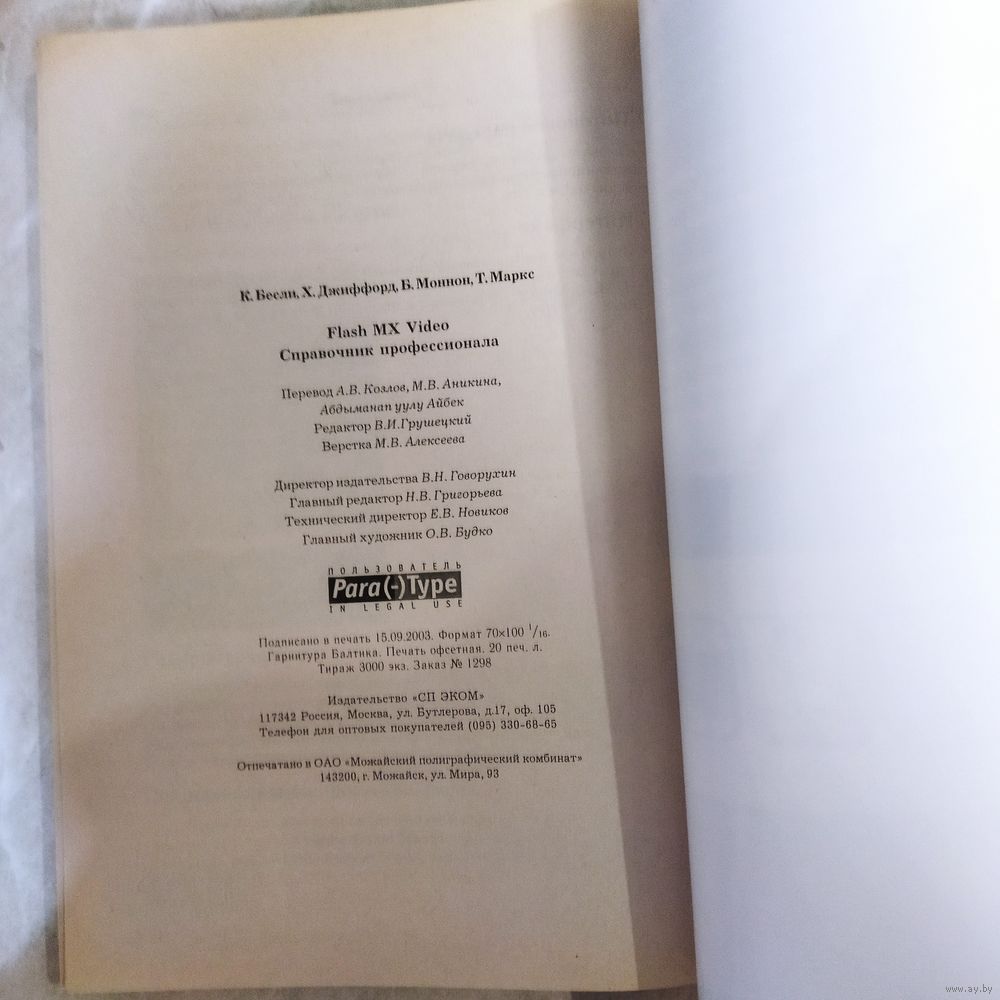 К. Бесли, Х. Джиффорд, Б. Моннон, Т. Маркс
Flash MX Video
Справочник профессионала
Перевод А.В. Козлов, М.В. Аникина,
Абдыманап уулу Айбек
Редактор В.И.Грушецкий
Верстка М.В. Алексеева
Директор издательства В.Н. Говорухин
Главный редактор Н.В. Григорьева
Технический директор Е.В. Новиков
Главный художник О.В. Будко
ПОЛЬЗОВАТЕЛЬ
Para(-)Type
IN LEGAL USE
Подписано в печать 15.09.2003. Формат 70×100 1/16.
Гарнитура Балтика. Печать офсетная. 20 печ. л.
Тираж 3000 экз. Заказ № 1298
Издательство «СП ЭКОМ»
117342 Россия, Москва, ул. Бутлерова, д.17, оф. 105
Телефон для оптовых покупателей (095) 330-68-65
Отпечатано в ОАО «Можайский полиграфический комбинат»
143200, г. Можайск, ул. Мира, 93
www.ay.by